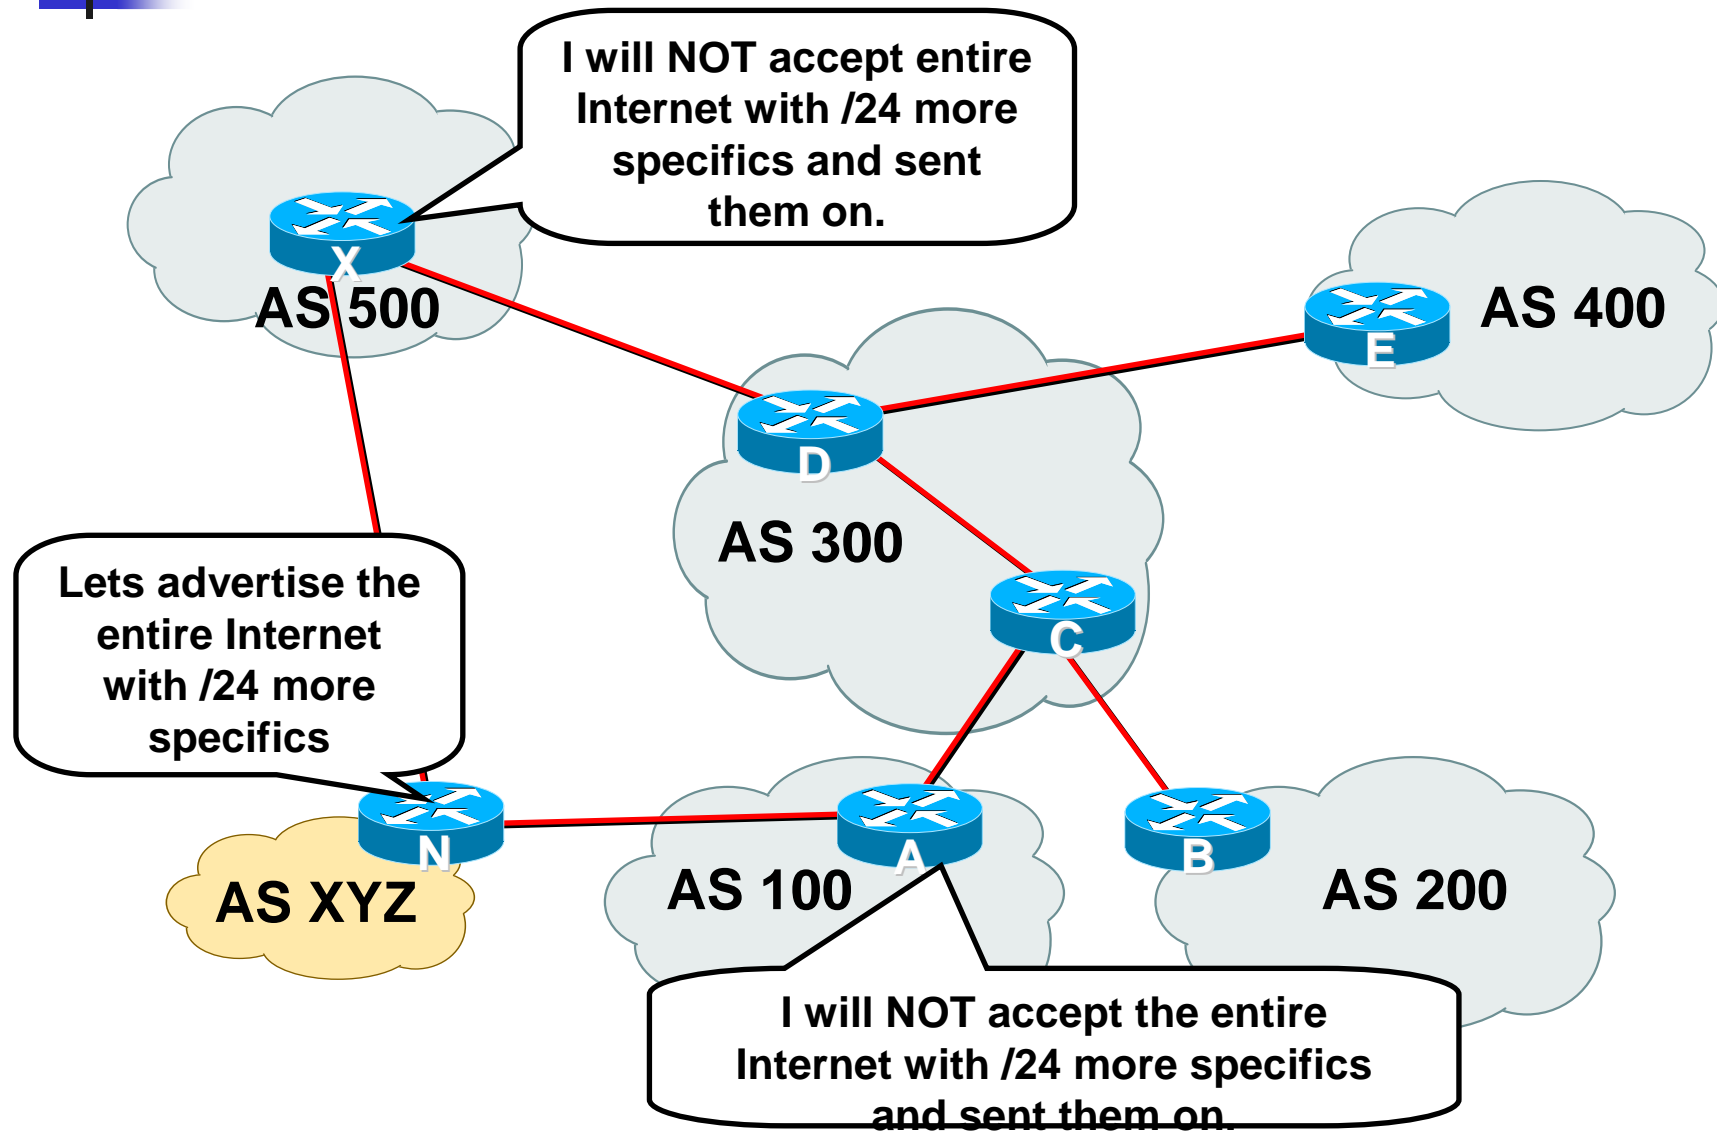 I will NOT accept entire
Internet with /24 more
specifics and sent
them on.
X
AS 500
E
AS 400
D
AS 300
C
Lets advertise the
entire Internet
with /24 more
specifics
N
AS XYZ
A
AS 100
B
AS 200
I will NOT accept the entire
Internet with /24 more specifics
and sent them on.